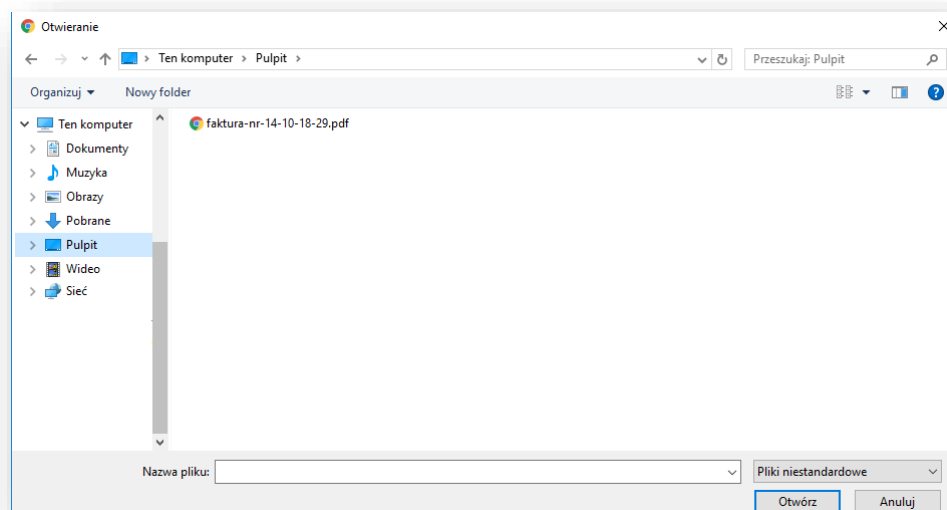 Otwieranie
Ten komputer > Pulpit >
Przeszukaj: Pulpit
Organizuj
Nowy folder
Ten komputer
Dokumenty
Muzyka
Obrazy
Pobrane
Pulpit
Wideo
Sieć
faktura-nr-14-10-18-29.pdf
Nazwa pliku:
Pliki niestandardowe
Otwórz
Anuluj